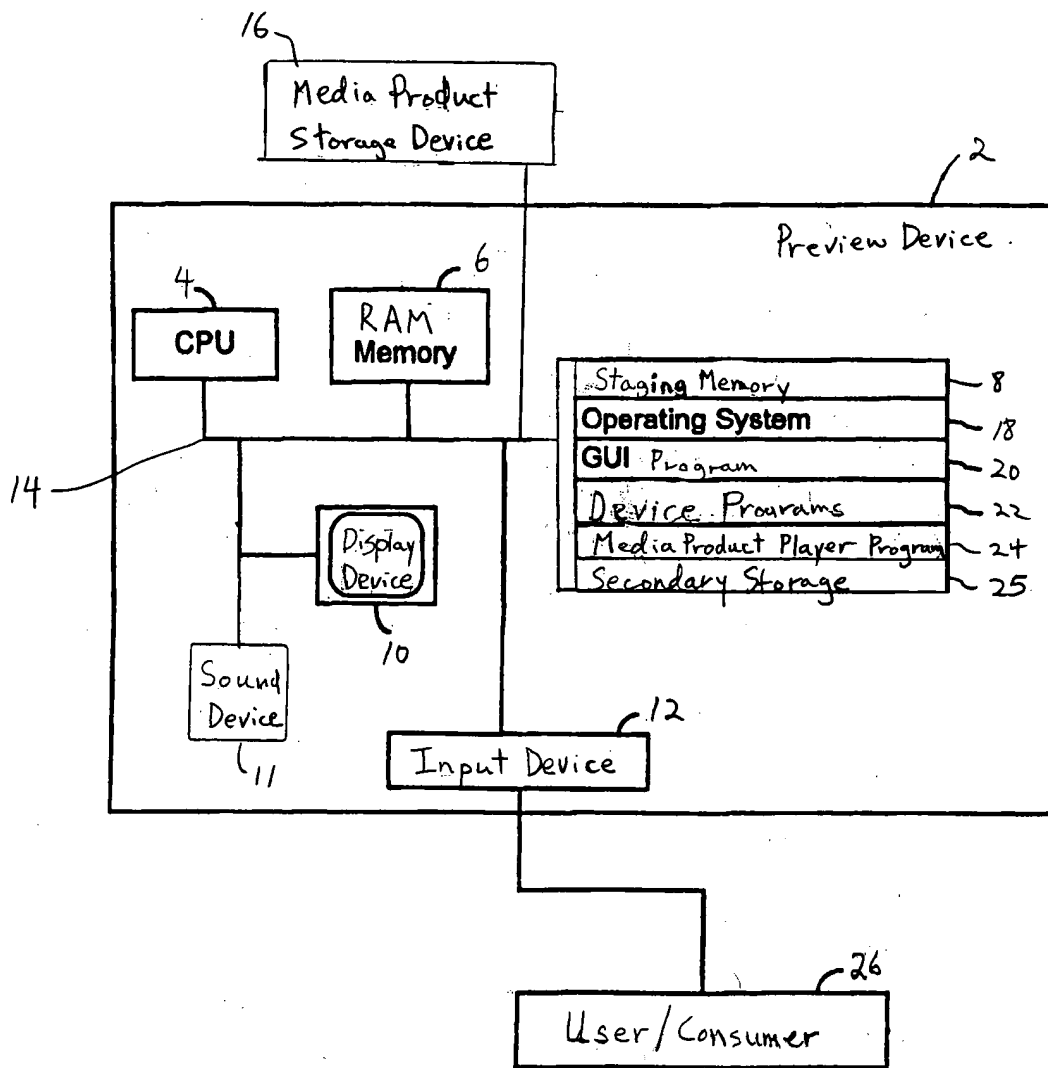 16
Media Product
Storage Device
2
Preview Device
4
CPU
6
RAM
Memory
Staging Memory
8
Operating System
18
GUI Program
20
Device Programs
22
Media Product Player Program
24
Secondary Storage
25
14
Display
Device
10
Sound
Device
11
12
Input Device
26
User/Consumer